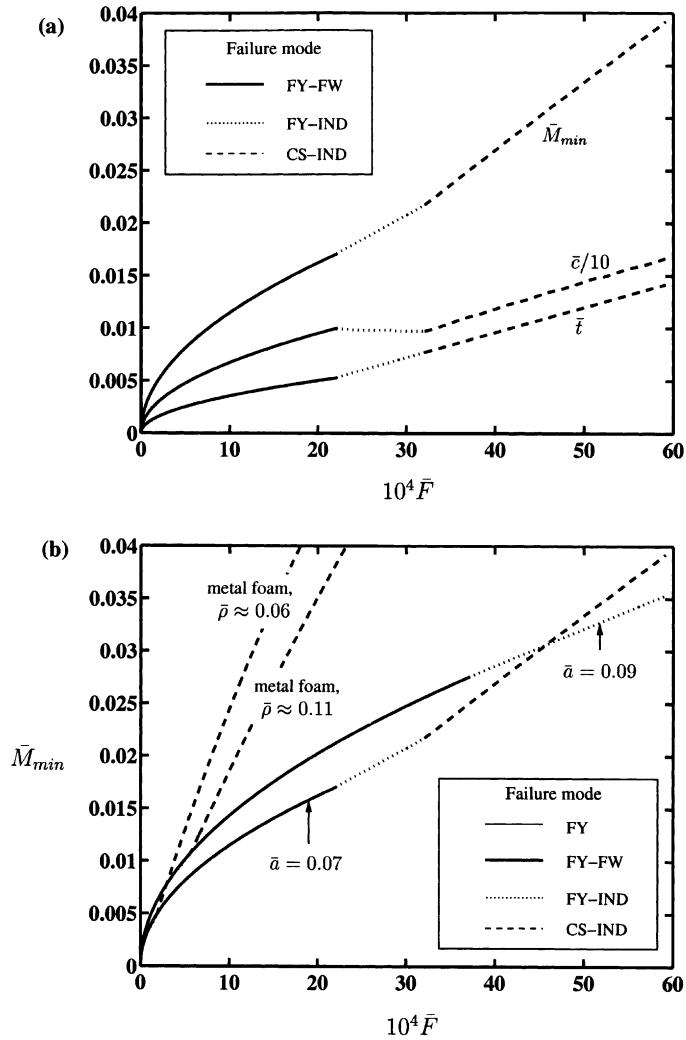 (a)
0.04
0.035
0.03
0.025
0.02
0.015
0.01
0.005
0
Failure mode
FY–FW
FY–IND
CS–IND
M̄min
c̄/10
t̄
0 10 20 30 40 50 60
10⁴F̄
(b)
0.04
0.035
0.03
0.025
0.02
0.015
0.01
0.005
0
M̄min
metal foam,
ρ̄ ≈ 0.06
metal foam,
ρ̄ ≈ 0.11
ā = 0.09
ā = 0.07
Failure mode
FY
FY–FW
FY–IND
CS–IND
0 10 20 30 40 50 60
10⁴F̄